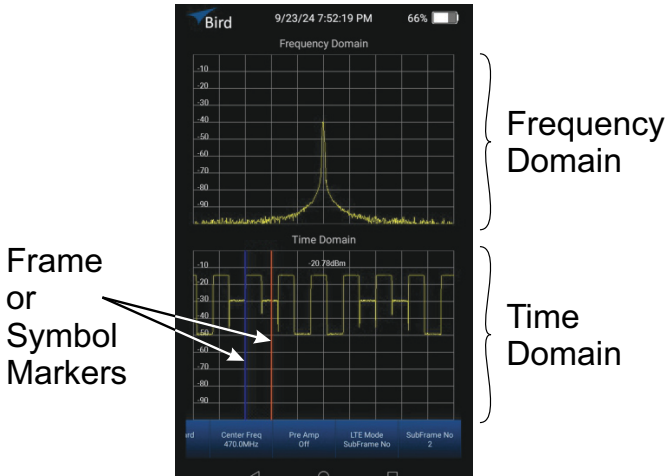 Bird
9/23/24 7:52:19 PM
66%
Frequency Domain
-10
-20
-30
-40
-50
-60
-70
-80
-90
Frequency
Domain
Time Domain
-20.78dBm
-10
-20
-30
-40
-50
-60
-70
-80
-90
Frame
or
Symbol
Markers
Time
Domain
rd
Center Freq
470.0MHz
Pre Amp
Off
LTE Mode
SubFrame No
SubFrame No
2